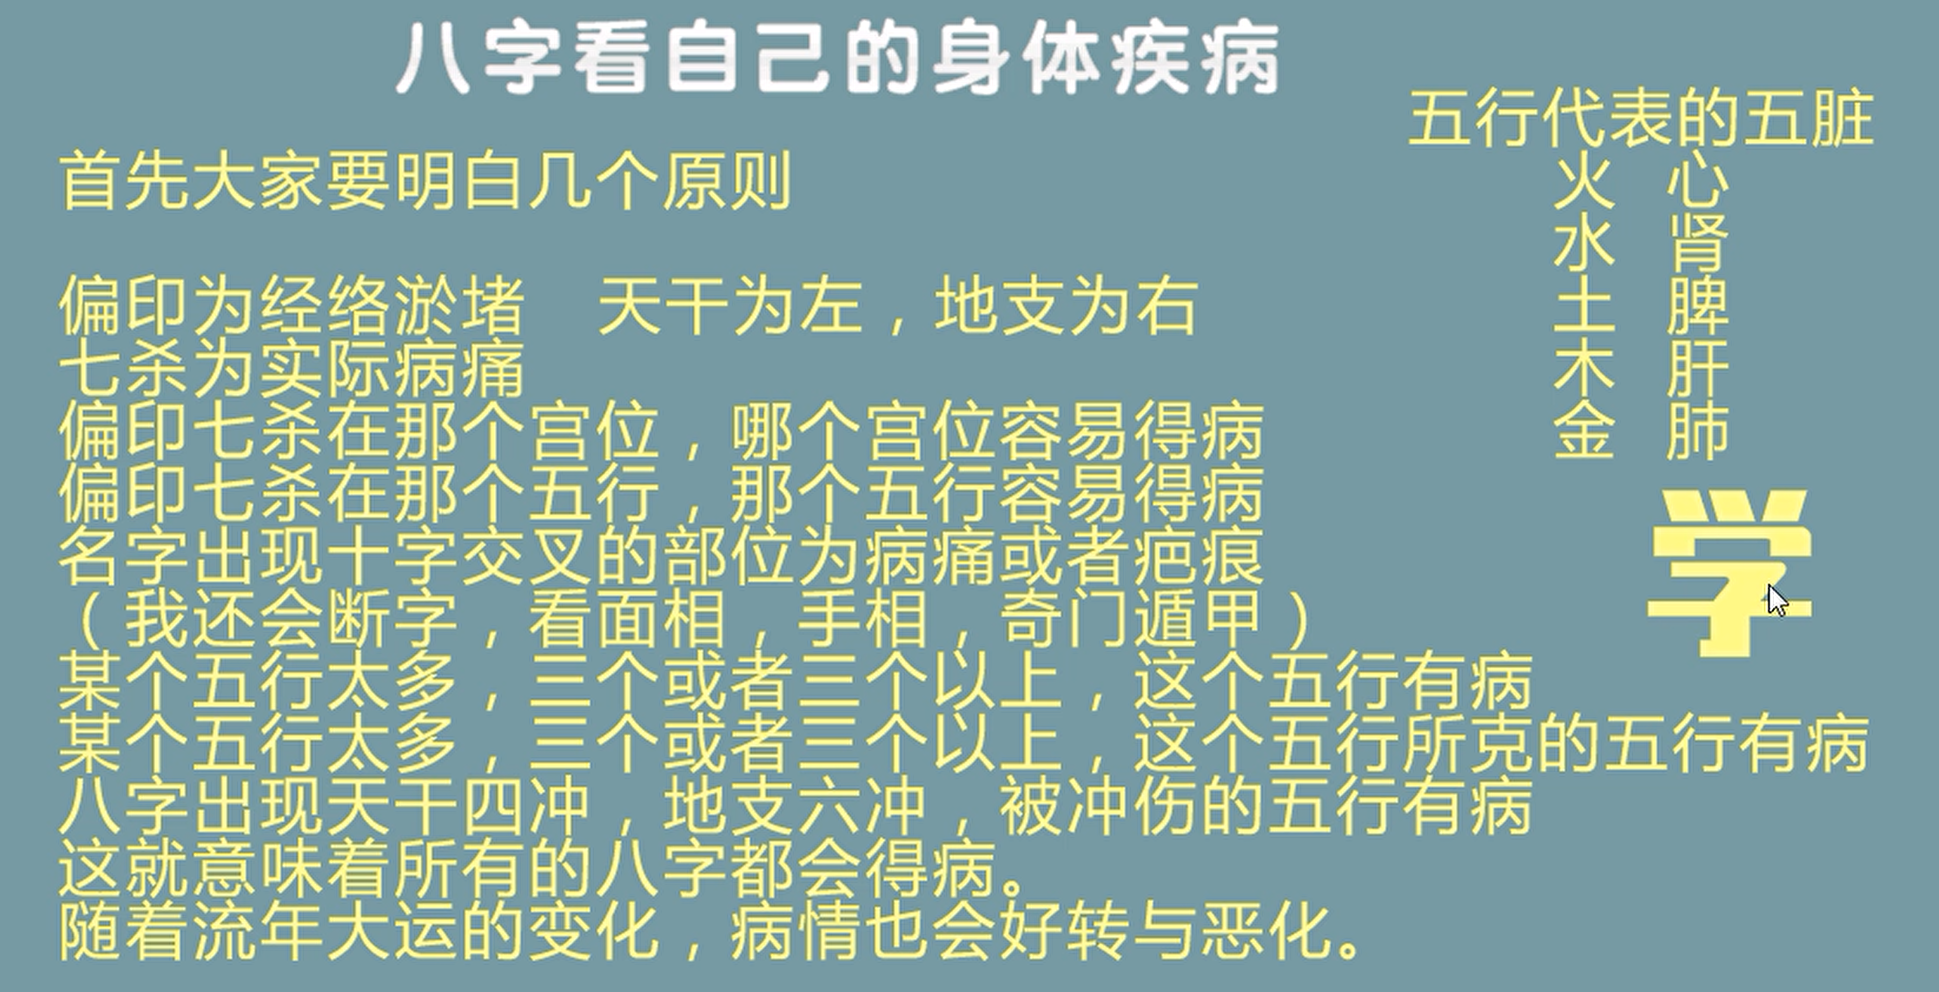 八字看自己的身体疾病
首先大家要明白几个原则
偏印为经络淤堵 天干为左，地支为右
七杀为实际病痛
偏印七杀在那个宫位，哪个宫位容易得病
偏印七杀在那个五行，那个五行容易得病
名字出现十字交叉的部位为病痛或者疤痕
（我还会断字，看面相，手相，奇门遁甲）
某个五行太多，三个或者三个以上，这个五行有病
某个五行太多，三个或者三个以上，这个五行所克的五行有病
八字出现天干四冲，地支六冲，被冲伤的五行有病
这就意味着所有的八字都会得病。
随着流年大运的变化，病情也会好转与恶化。
五行代表的五脏
火 心
水 肾
土 脾
木 肝
金 肺
学